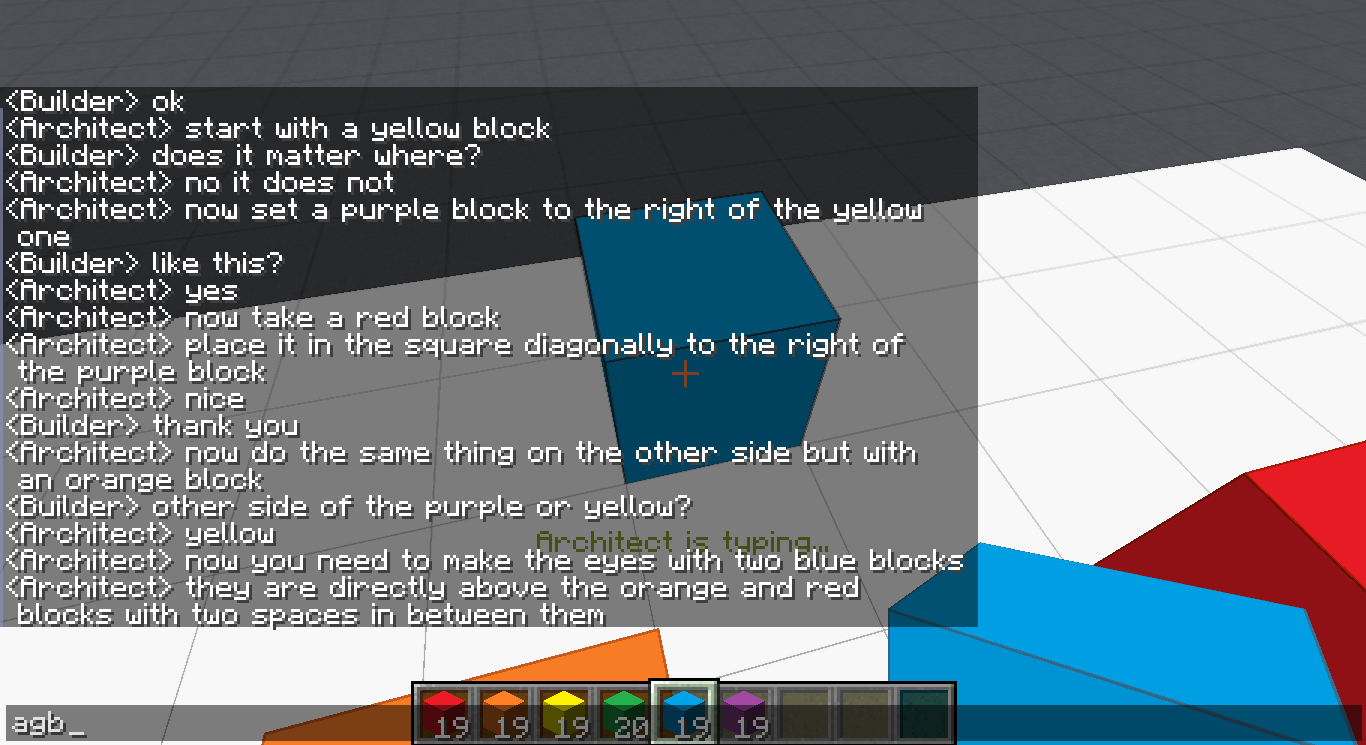 <Builder> ok
<Architect> start with a yellow block
<Builder> does it matter where?
<Architect> no it does not
<Architect> now set a purple block to the right of the yellow
one
<Builder> like this?
<Architect> yes
<Architect> now take a red block
<Architect> place it in the square diagonally to the right of
the purple block
<Architect> nice
<Builder> thank you
<Architect> now do the same thing on the other side but with
an orange block
<Builder> other side of the purple or yellow?
<Architect> yellow
Architect is typing...
<Architect> now you need to make the eyes with two blue blocks
<Architect> they are directly above the orange and red
blocks with two spaces in between them
19 19 19 20 19 19
agb_